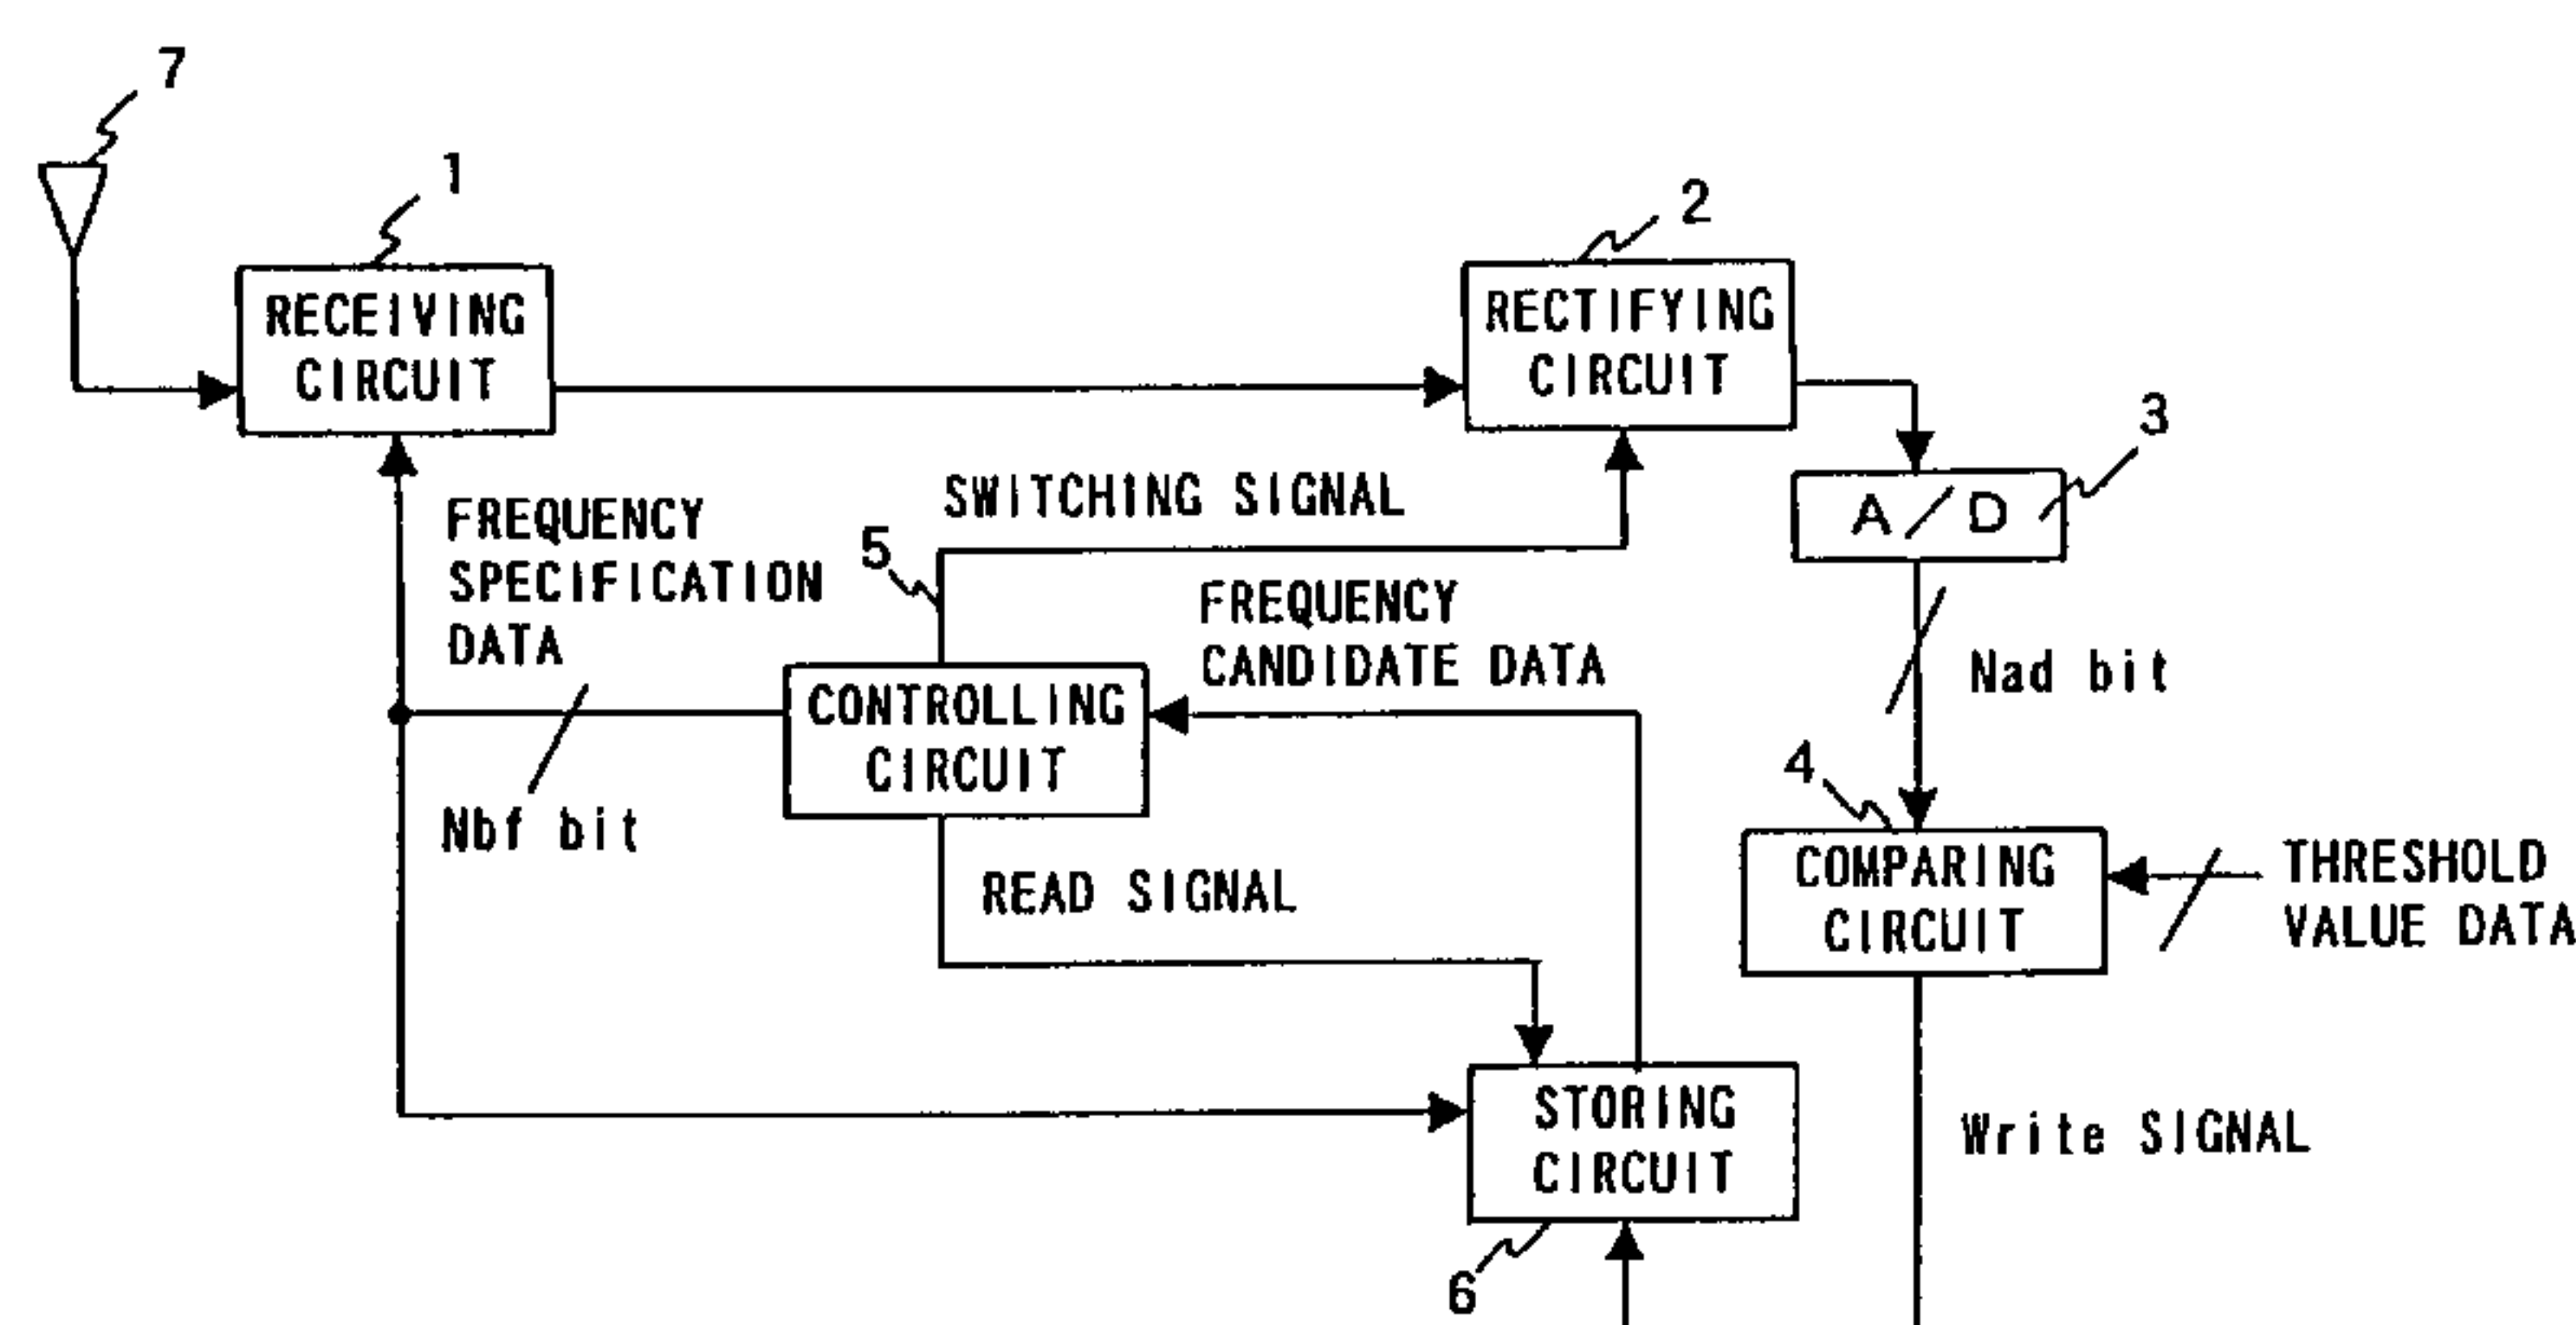 7
1
2
RECEIVING
CIRCUIT
RECTIFYING
CIRCUIT
3
A/D
SWITCHING SIGNAL
FREQUENCY
SPECIFICATION
DATA
5
FREQUENCY
CANDIDATE DATA
Nad bit
CONTROLLING
CIRCUIT
4
Nbf bit
COMPARING
CIRCUIT
THRESHOLD
VALUE DATA
READ SIGNAL
STORING
CIRCUIT
Write SIGNAL
6